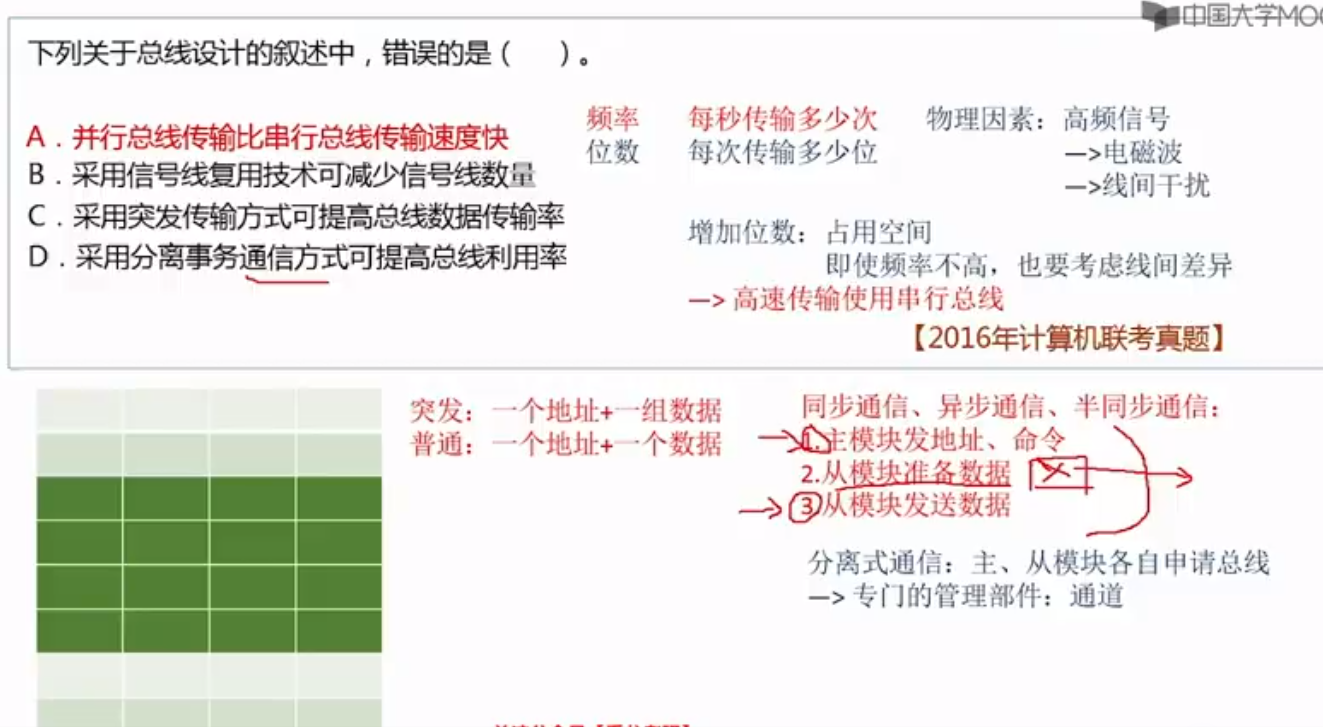 中国大学MOO
下列关于总线设计的叙述中，错误的是（ ）。
A．并行总线传输比串行总线传输速度快
B．采用信号线复用技术可减少信号线数量
C．采用突发传输方式可提高总线数据传输率
D．采用分离事务通信方式可提高总线利用率
频率 每秒传输多少次
位数 每次传输多少位
物理因素：高频信号
—>电磁波
—>线间干扰
增加位数：占用空间
即使频率不高，也要考虑线间差异
—> 高速传输使用串行总线
【2016年计算机联考真题】
突发：一个地址+一组数据
普通：一个地址+一个数据
同步通信、异步通信、半同步通信：
1.主模块发地址、命令
2.从模块准备数据
3从模块发送数据
分离式通信：主、从模块各自申请总线
—> 专门的管理部件：通道